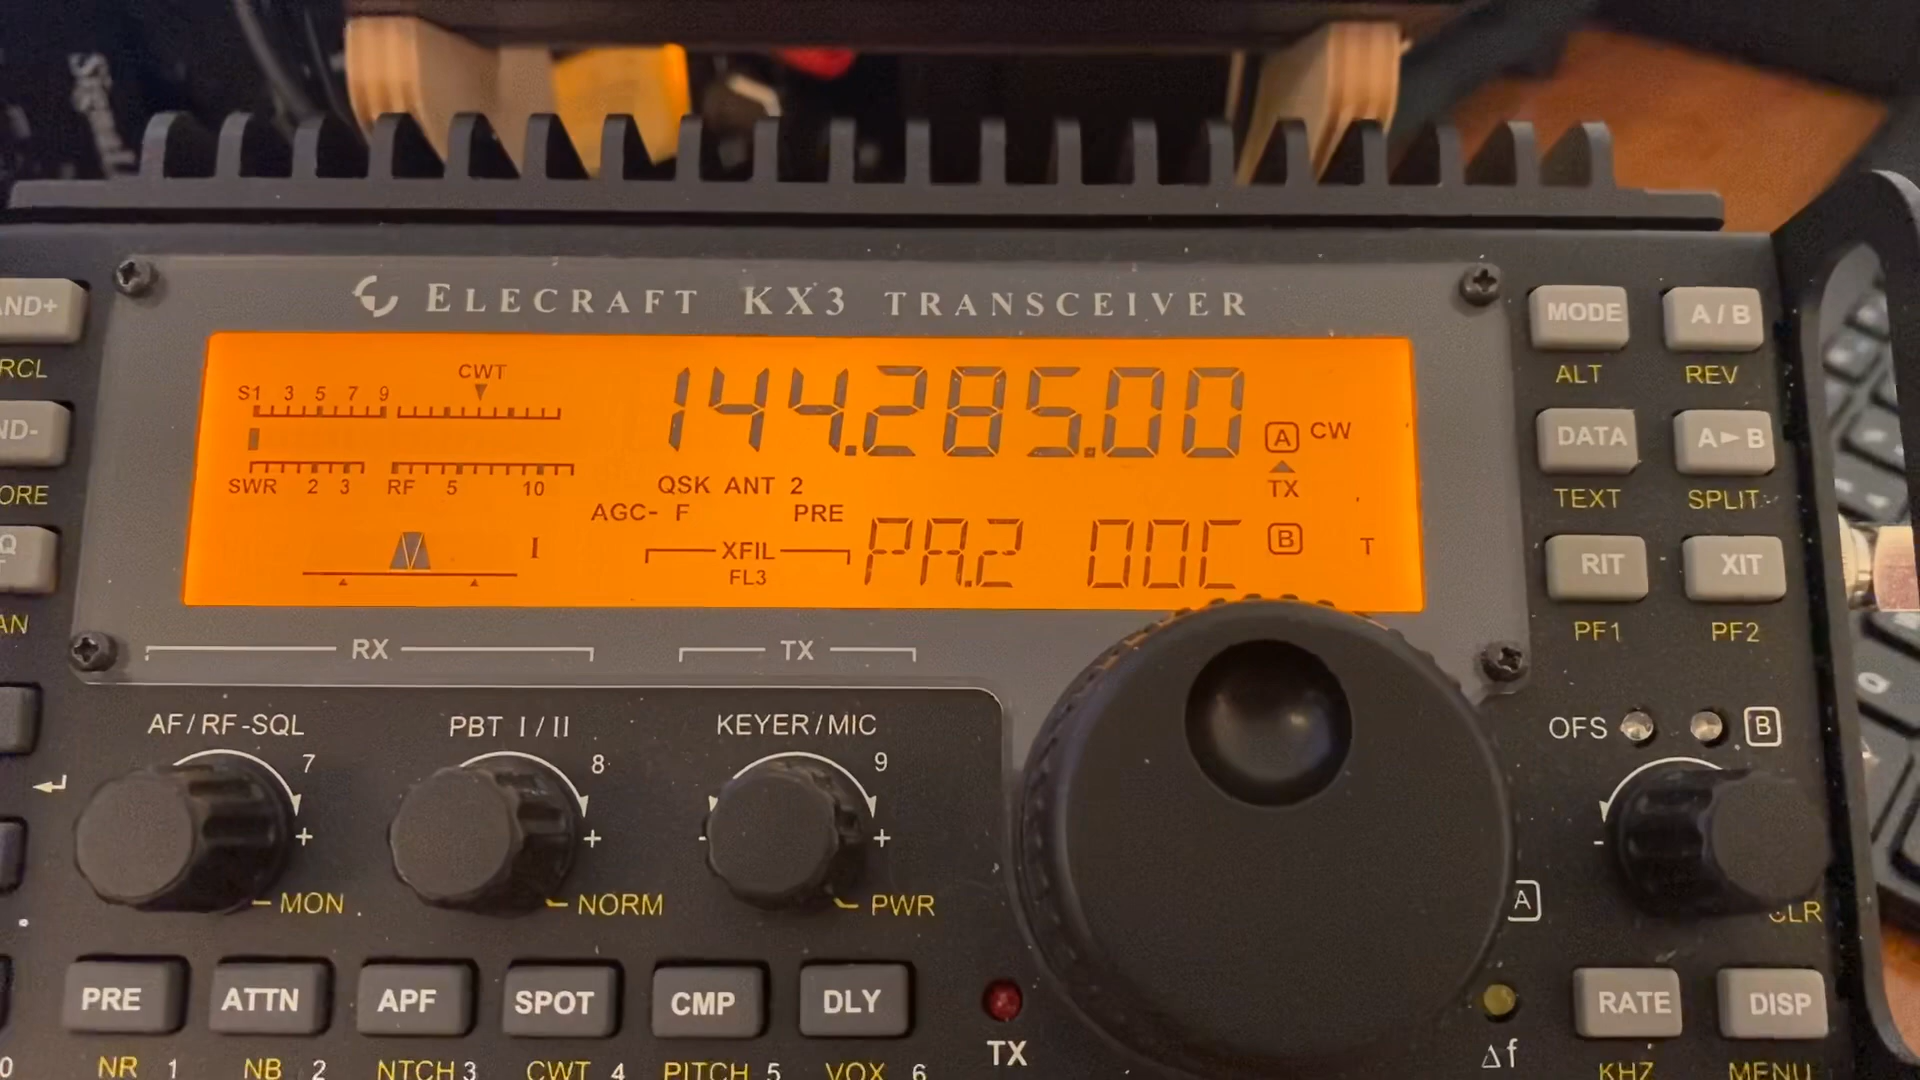 ELECRAFT KX3 TRANSCEIVER
AND+
RCL
ND-
ORE
AN
CWT
S1 3 5 7 9
144.285.00
A CW
TX
SWR 2 3 RF 5 10
QSK ANT 2
AGC- F PRE
XFIL
FL3
I
PA.2 00C
B T
MODE A / B
ALT REV
DATA A►B
TEXT SPLIT
RIT XIT
PF1 PF2
RX TX
AF/RF-SQL PBT I / II KEYER/MIC
OFS B
7 8 9
+ + - + -
MON NORM PWR
A
CLR
PRE ATTN APF SPOT CMP DLY
RATE DISP
TX Δf
0 NR 1 NB 2 NTCH 3 CWT 4 PITCH 5 VOX 6
KHZ MENU